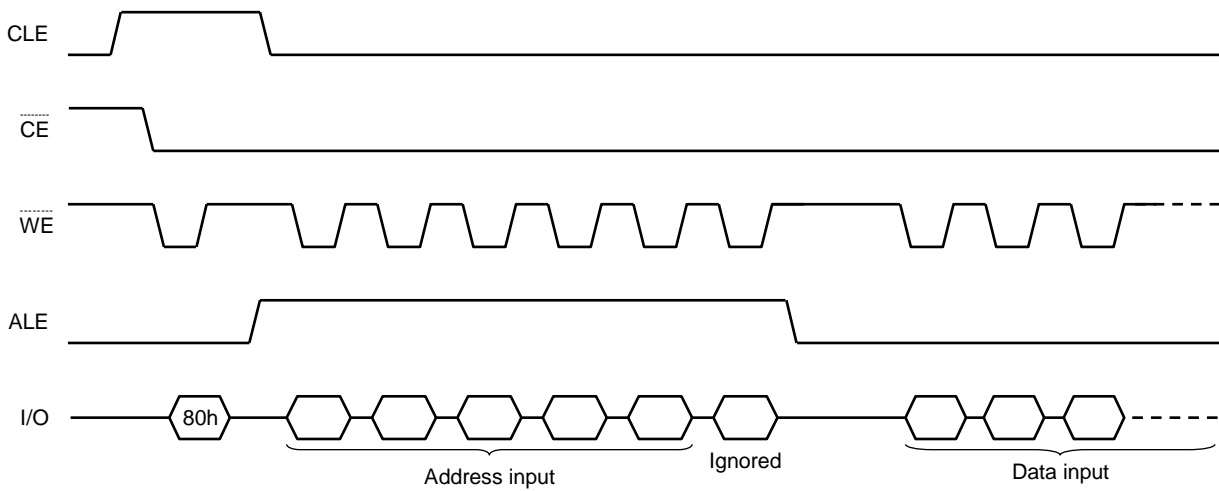 CLE
CE
WE
ALE
I/O
80h
Address input
Ignored
Data input